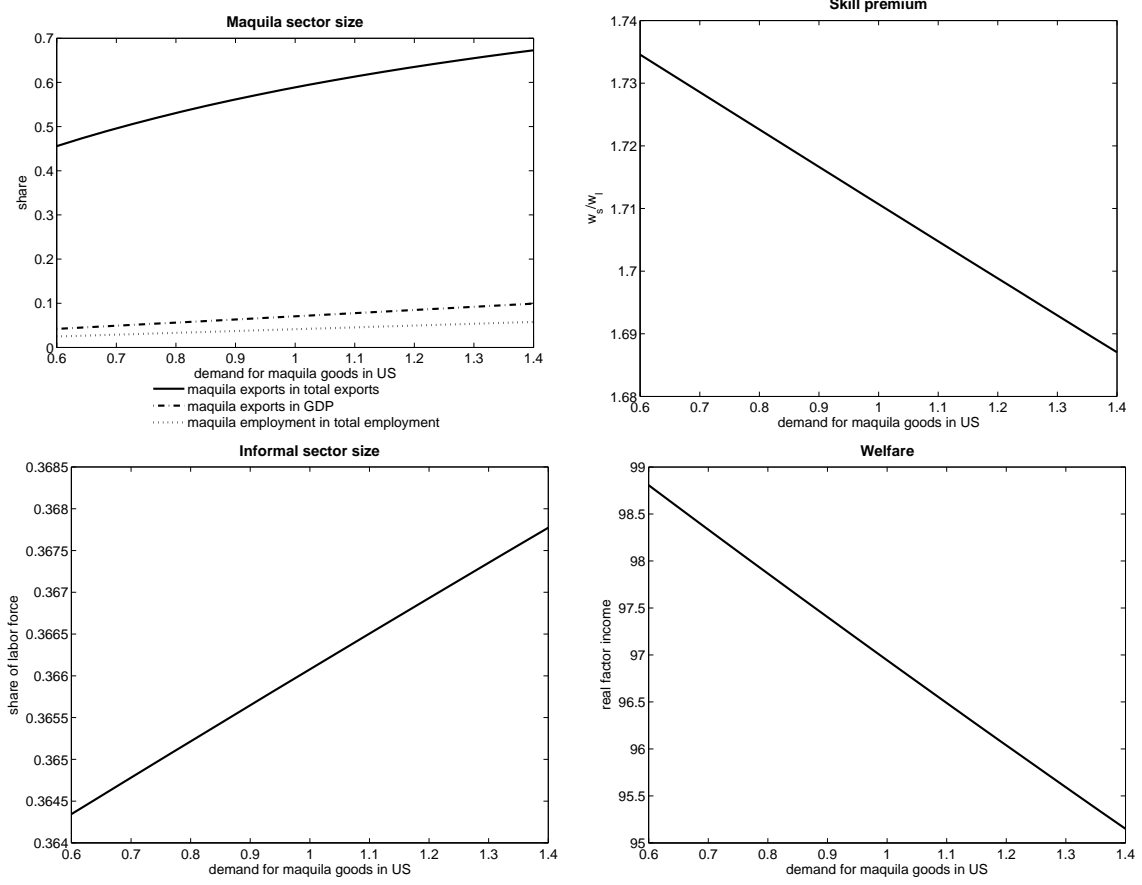 Maquila sector size
0.7
0.6
0.5
0.4
0.3
0.2
0.1
0
share
0.6 0.7 0.8 0.9 1 1.1 1.2 1.3 1.4
demand for maquila goods in US
maquila exports in total exports
maquila exports in GDP
maquila employment in total employment
Skill premium
1.74
1.73
1.72
1.71
1.7
1.69
1.68
w_s/w_l
0.6 0.7 0.8 0.9 1 1.1 1.2 1.3 1.4
demand for maquila goods in US
Informal sector size
0.3685
0.368
0.3675
0.367
0.3665
0.366
0.3655
0.365
0.3645
0.364
share of labor force
0.6 0.7 0.8 0.9 1 1.1 1.2 1.3 1.4
demand for maquila goods in US
Welfare
99
98.5
98
97.5
97
96.5
96
95.5
95
real factor income
0.6 0.7 0.8 0.9 1 1.1 1.2 1.3 1.4
demand for maquila goods in US